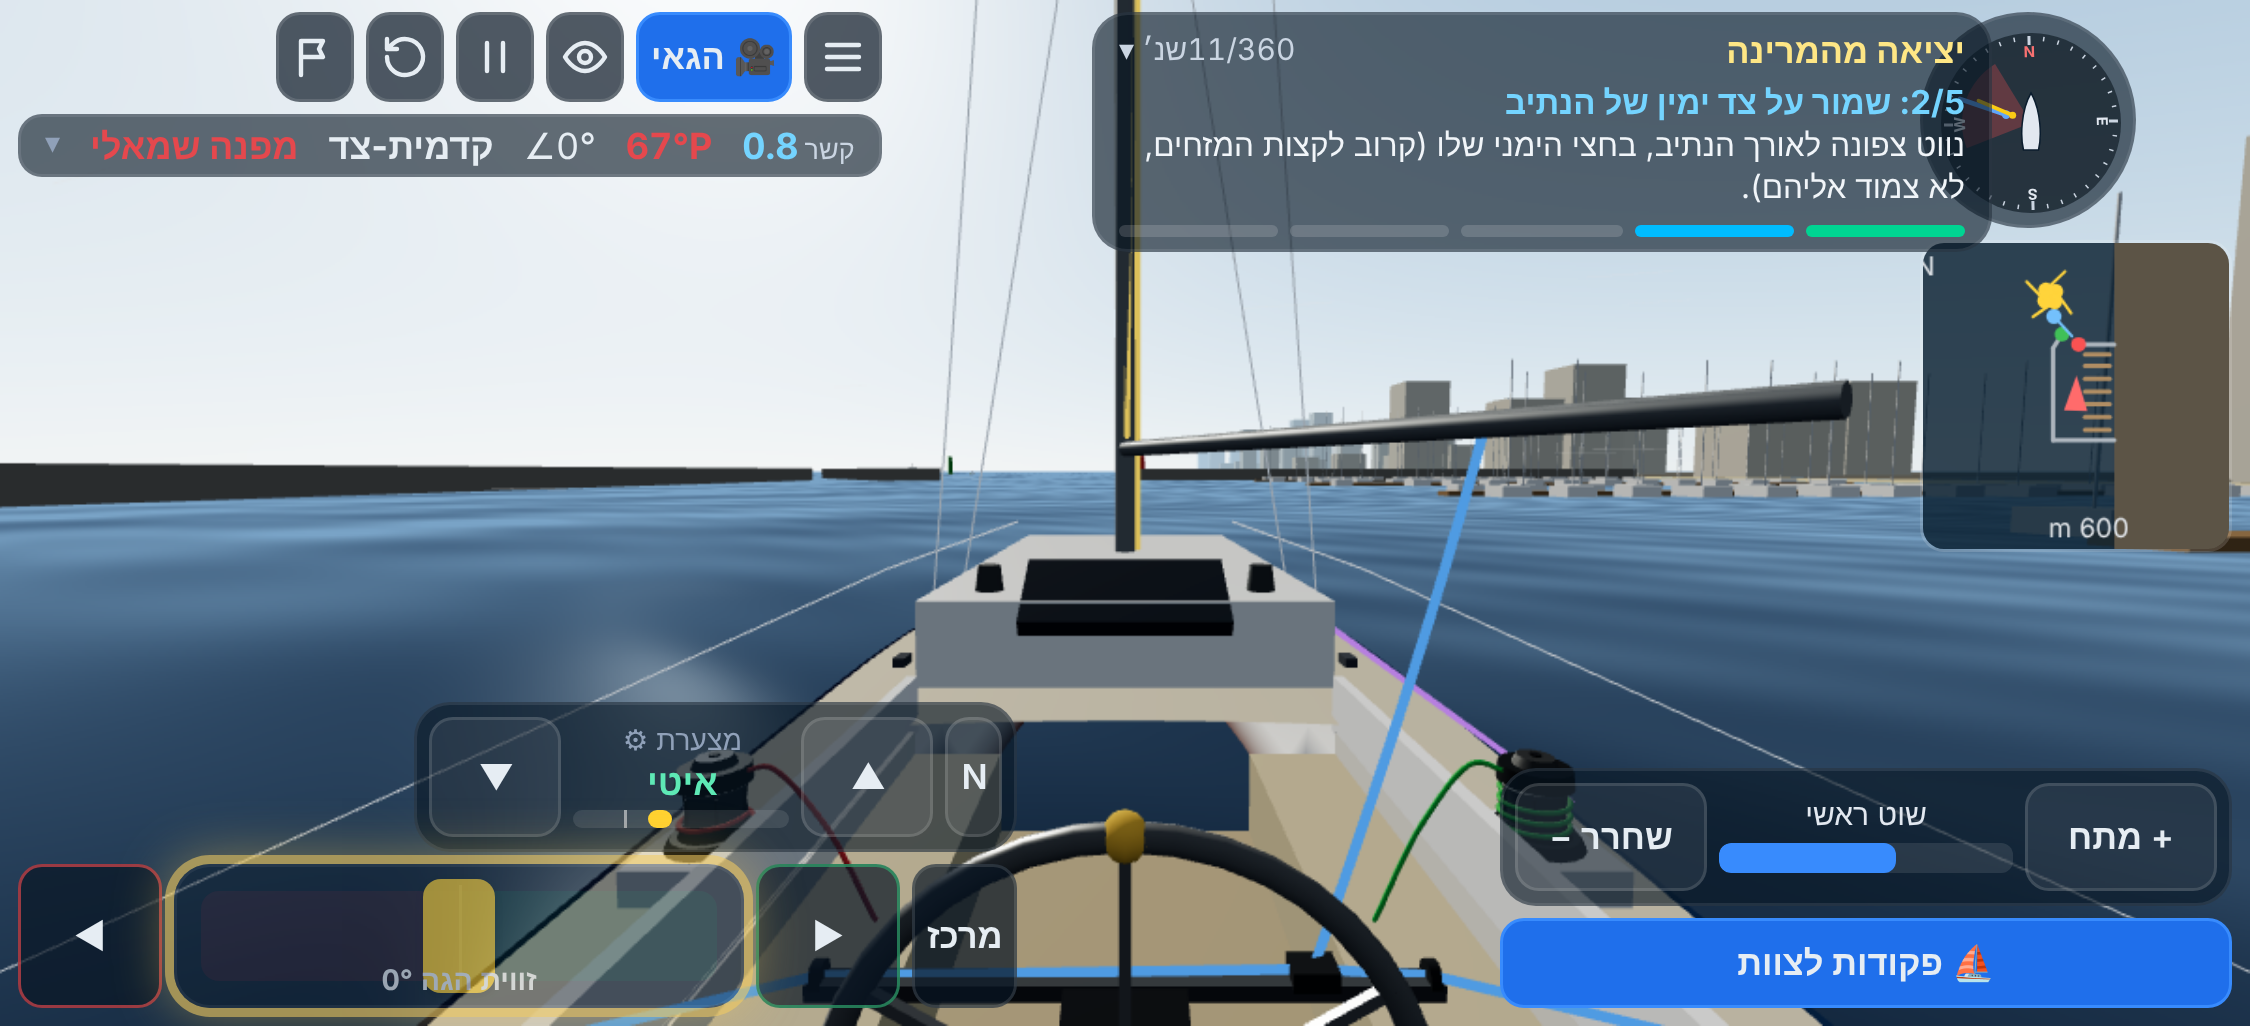 יציאה מהמרינה
11/360שנ׳ ▼
2/5: שמור על צד ימין של הנתיב
נווט צפונה לאורך הנתיב, בחצי הימני שלו (קרוב לקצות המזחים,
לא צמוד אליהם).
N
E
S
W
🎥 הגאי
קשר 0.8 67°P ∠0° קדמית-צד מפנה שמאלי ▼
N
600 m
מצערת ⚙
איטי
N
▲
▼
מרכז
זווית הגה 0°
◀
▶
+ מתח
שוט ראשי
שחרר −
⛵ פקודות לצוות